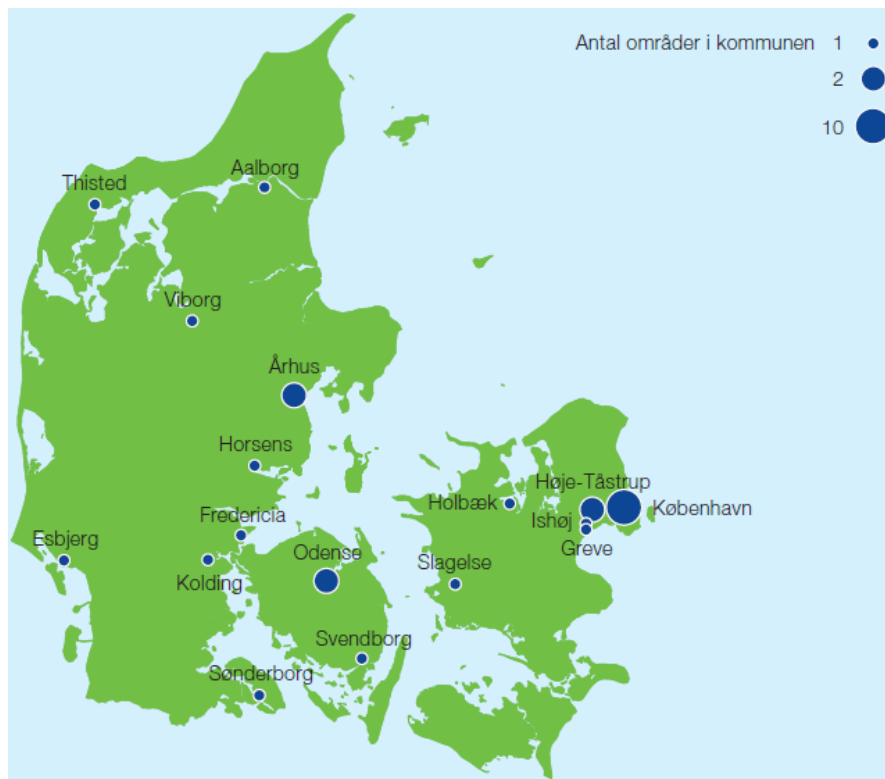 Antal områder i kommunen 1
2
10
Aalborg
Thisted
Viborg
Århus
Horsens
Høje-Tåstrup
Holbæk
København
Fredericia
Ishøj
Esbjerg
Odense
Greve
Kolding
Slagelse
Svendborg
Sønderborg